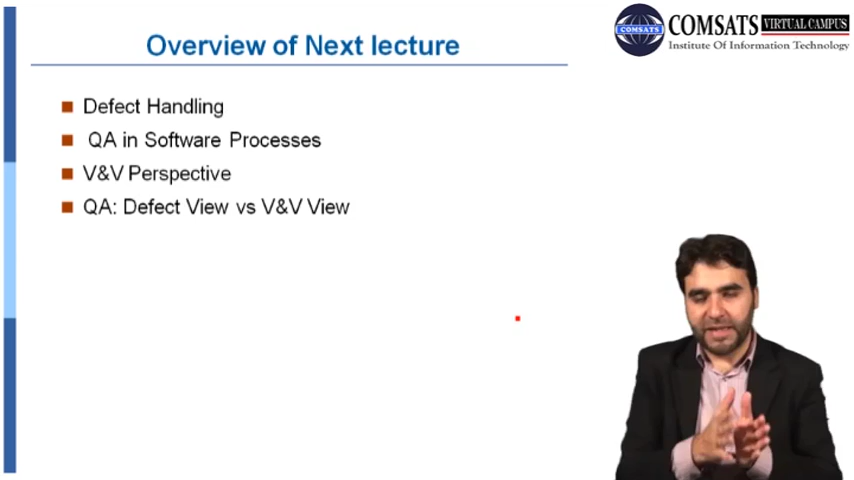 Overview of Next lecture
COMSATS
COMSATS VIRTUAL CAMPUS
Institute Of Information Technology
Defect Handling
QA in Software Processes
V&V Perspective
QA: Defect View vs V&V View